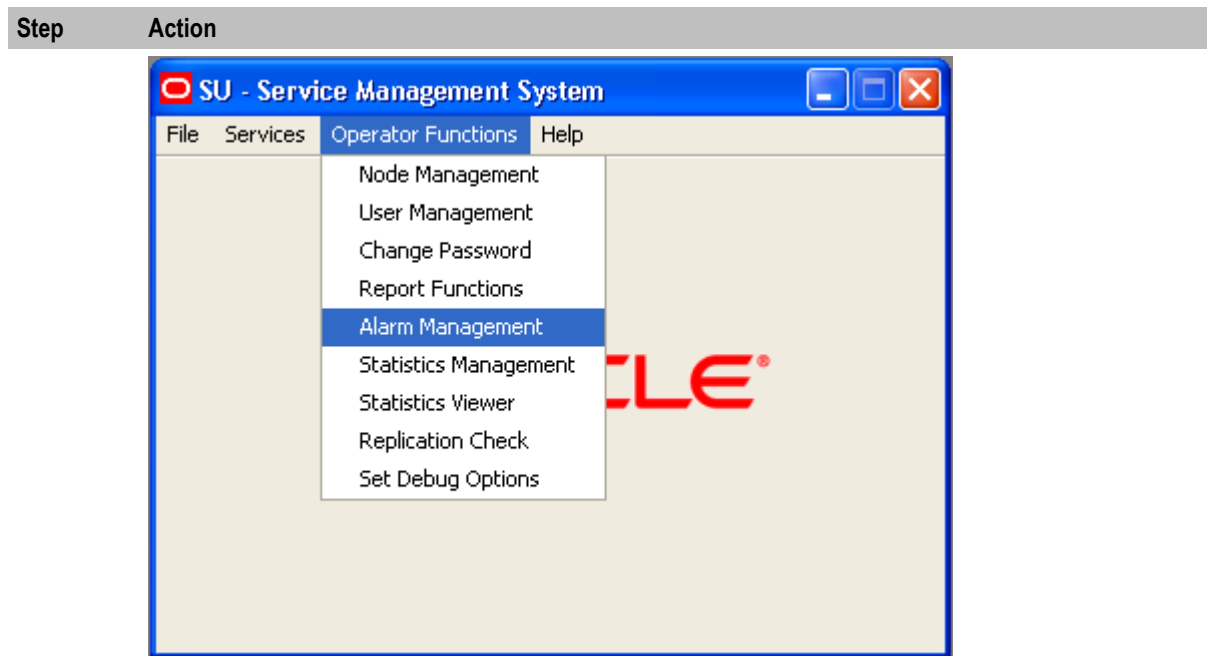 Step Action
SU - Service Management System
File Services Operator Functions Help
Node Management
User Management
Change Password
Report Functions
Alarm Management
Statistics Management
Statistics Viewer
Replication Check
Set Debug Options